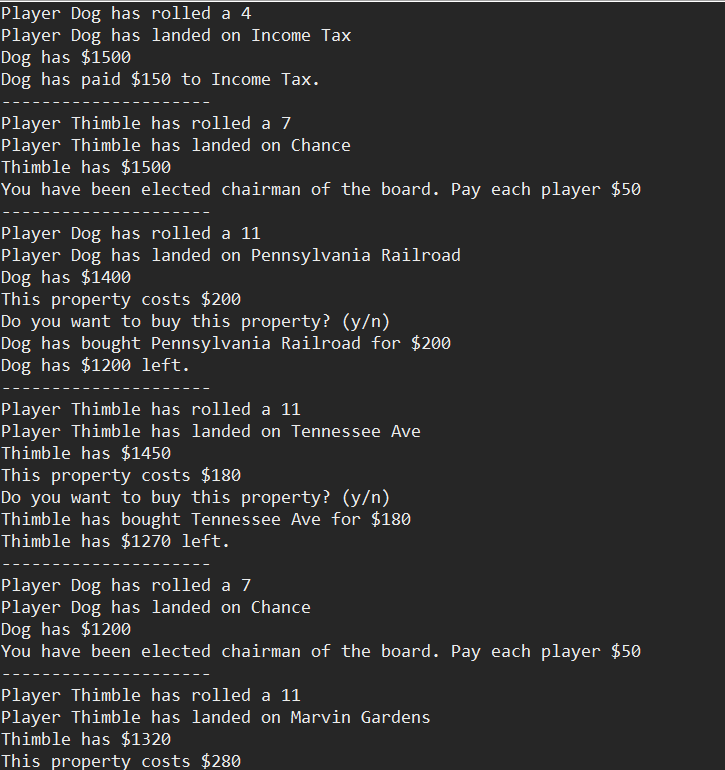 Player Dog has rolled a 4
Player Dog has landed on Income Tax
Dog has $1500
Dog has paid $150 to Income Tax.
---------------------
Player Thimble has rolled a 7
Player Thimble has landed on Chance
Thimble has $1500
You have been elected chairman of the board. Pay each player $50
---------------------
Player Dog has rolled a 11
Player Dog has landed on Pennsylvania Railroad
Dog has $1400
This property costs $200
Do you want to buy this property? (y/n)
Dog has bought Pennsylvania Railroad for $200
Dog has $1200 left.
---------------------
Player Thimble has rolled a 11
Player Thimble has landed on Tennessee Ave
Thimble has $1450
This property costs $180
Do you want to buy this property? (y/n)
Thimble has bought Tennessee Ave for $180
Thimble has $1270 left.
---------------------
Player Dog has rolled a 7
Player Dog has landed on Chance
Dog has $1200
You have been elected chairman of the board. Pay each player $50
---------------------
Player Thimble has rolled a 11
Player Thimble has landed on Marvin Gardens
Thimble has $1320
This property costs $280